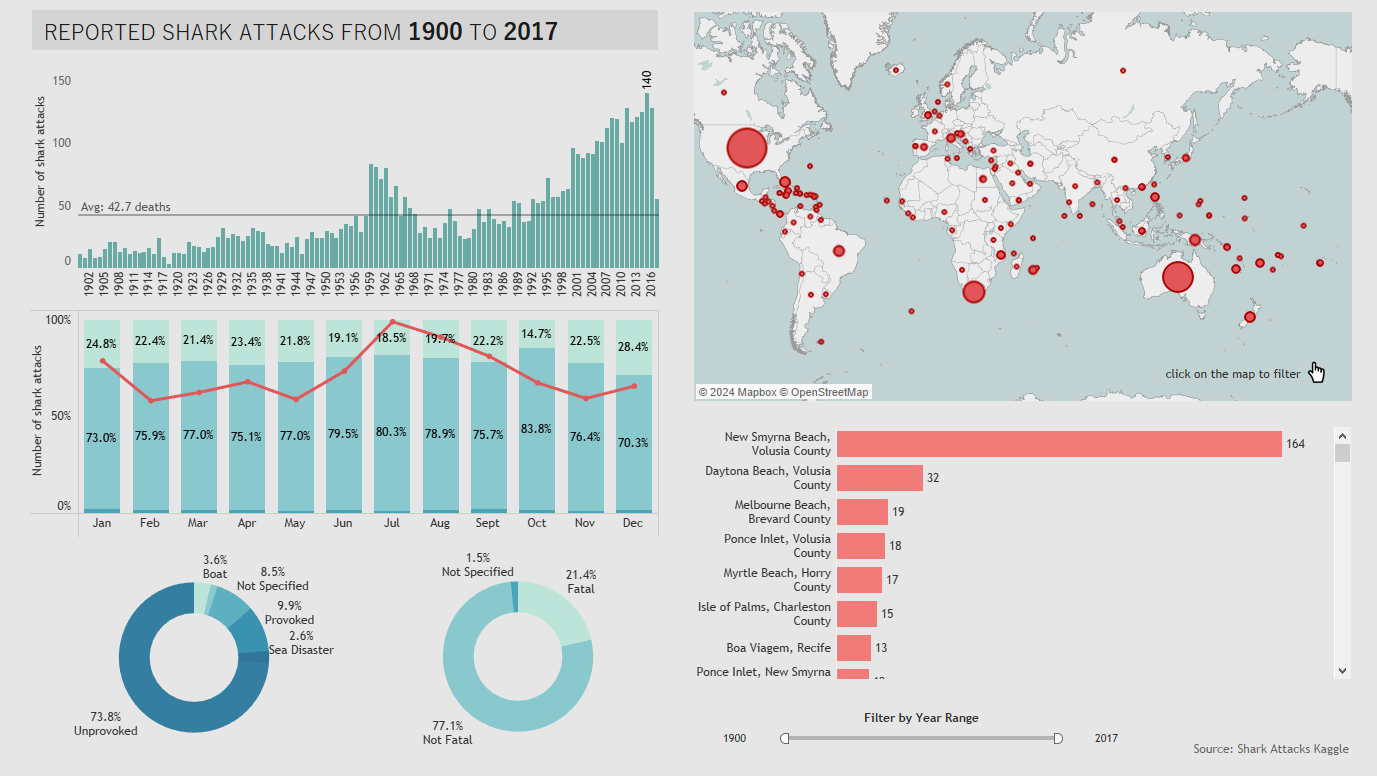 REPORTED SHARK ATTACKS FROM 1900 TO 2017
Number of shark attacks
150
100
50
0
140
Avg: 42.7 deaths
1902
1905
1908
1911
1914
1917
1920
1923
1926
1929
1932
1935
1938
1941
1944
1947
1950
1953
1956
1959
1962
1965
1968
1971
1974
1977
1980
1983
1986
1989
1992
1995
1998
2001
2004
2007
2010
2013
2016
Number of shark attacks
100%
50%
0%
24.8%
22.4%
21.4%
23.4%
21.8%
19.1%
18.5%
19.7%
22.2%
14.7%
22.5%
28.4%
73.0%
75.9%
77.0%
75.1%
77.0%
79.5%
80.3%
78.9%
75.7%
83.8%
76.4%
70.3%
Jan
Feb
Mar
Apr
May
Jun
Jul
Aug
Sept
Oct
Nov
Dec
3.6%
Boat
8.5%
Not Specified
9.9%
Provoked
2.6%
Sea Disaster
73.8%
Unprovoked
1.5%
Not Specified
21.4%
Fatal
77.1%
Not Fatal
click on the map to filter
© 2024 Mapbox © OpenStreetMap
New Smyrna Beach,
Volusia County
164
Daytona Beach, Volusia
County
32
Melbourne Beach,
Brevard County
19
Ponce Inlet, Volusia
County
18
Myrtle Beach, Horry
County
17
Isle of Palms, Charleston
County
15
Boa Viagem, Recife
13
Ponce Inlet, New Smyrna
Filter by Year Range
1900
2017
Source: Shark Attacks Kaggle